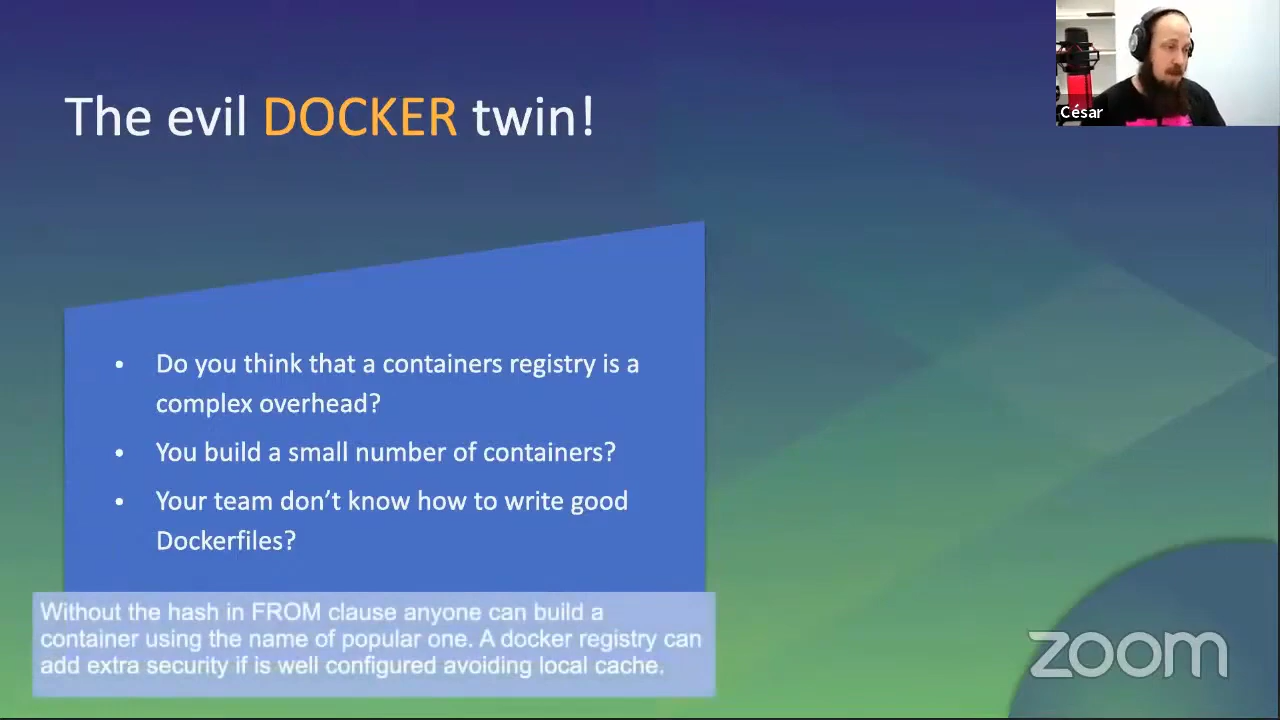 César
The evil DOCKER twin!
• Do you think that a containers registry is a
complex overhead?
• You build a small number of containers?
• Your team don’t know how to write good
Dockerfiles?
Without the hash in FROM clause anyone can build a
container using the name of popular one. A docker registry can
add extra security if is well configured avoiding local cache.
zoom